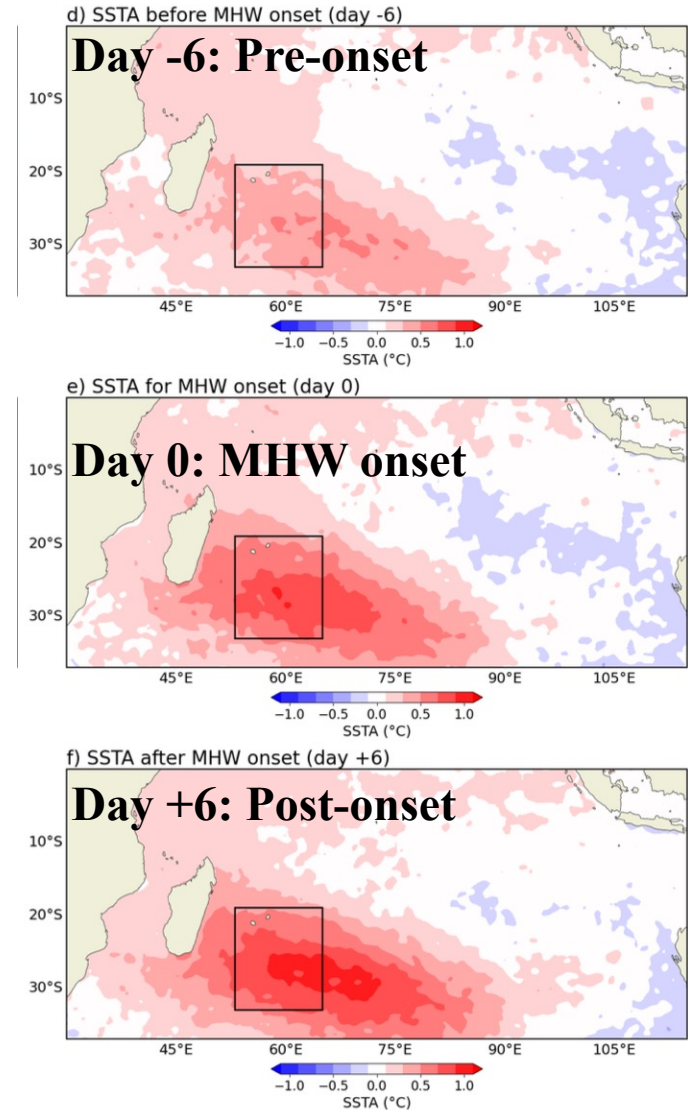 d) SSTA before MHW onset (day -6)
Day -6: Pre-onset
10°S
20°S
30°S
45°E 60°E 75°E 90°E 105°E
−1.0 −0.5 0.0 0.5 1.0
SSTA (°C)
e) SSTA for MHW onset (day 0)
Day 0: MHW onset
10°S
20°S
30°S
45°E 60°E 75°E 90°E 105°E
−1.0 −0.5 0.0 0.5 1.0
SSTA (°C)
f) SSTA after MHW onset (day +6)
Day +6: Post-onset
10°S
20°S
30°S
45°E 60°E 75°E 90°E 105°E
−1.0 −0.5 0.0 0.5 1.0
SSTA (°C)